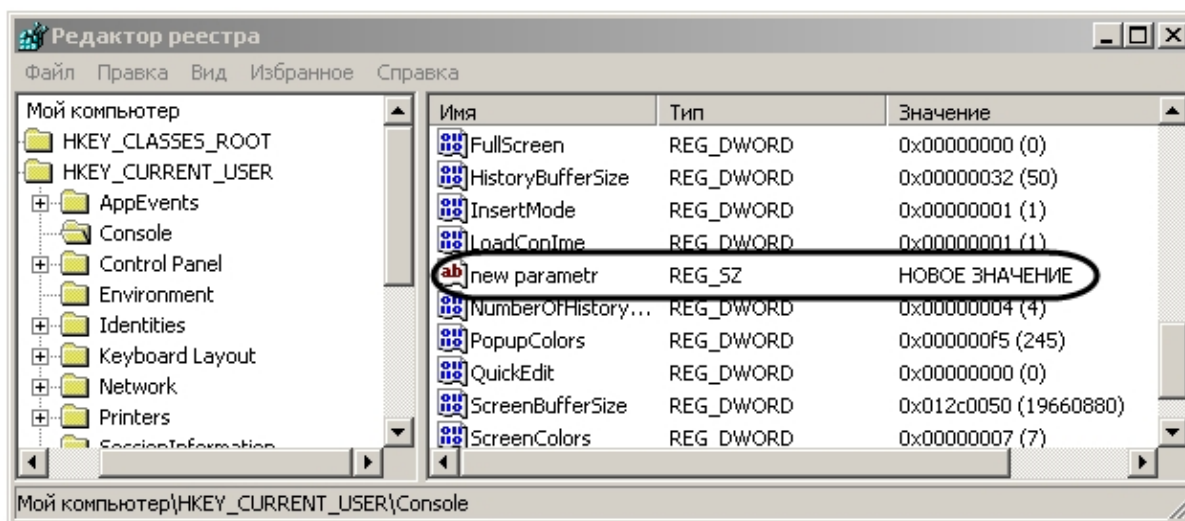 Редактор реестра
Файл Правка Вид Избранное Справка
Мой компьютер
HKEY_CLASSES_ROOT
HKEY_CURRENT_USER
AppEvents
Console
Control Panel
Environment
Identities
Keyboard Layout
Network
Printers
SessionInformation
Имя Тип Значение
FullScreen REG_DWORD 0x00000000 (0)
HistoryBufferSize REG_DWORD 0x00000032 (50)
InsertMode REG_DWORD 0x00000001 (1)
LoadConIme REG_DWORD 0x00000001 (1)
ab new parametr REG_SZ НОВОЕ ЗНАЧЕНИЕ
NumberOfHistory... REG_DWORD 0x00000004 (4)
PopupColors REG_DWORD 0x000000f5 (245)
QuickEdit REG_DWORD 0x00000000 (0)
ScreenBufferSize REG_DWORD 0x012c0050 (19660880)
ScreenColors REG_DWORD 0x00000007 (7)
Мой компьютер\HKEY_CURRENT_USER\Console